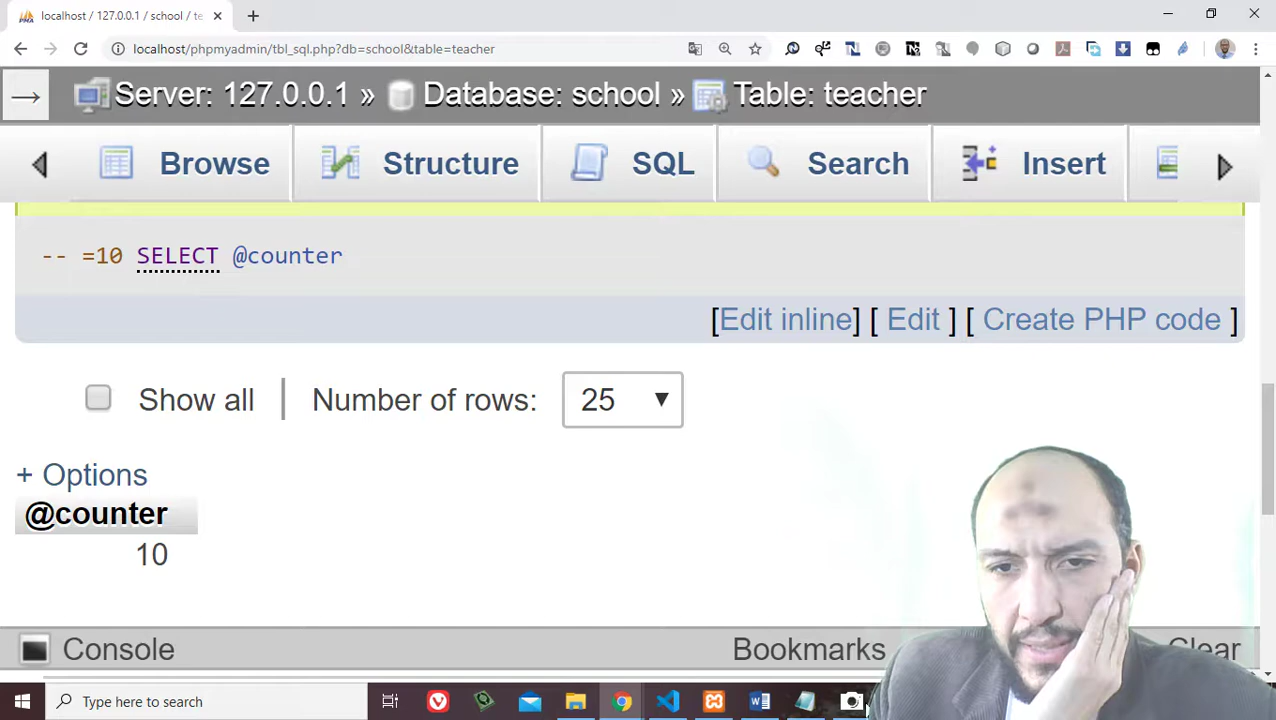 localhost / 127.0.0.1 / school / te
localhost/phpmyadmin/tbl_sql.php?db=school&table=teacher
Server: 127.0.0.1 » Database: school » Table: teacher
Browse Structure SQL Search Insert
-- =10 SELECT @counter
[Edit inline] [ Edit ] [ Create PHP code ]
Show all Number of rows: 25
+ Options
@counter
10
Console Bookmarks Clear
Type here to search